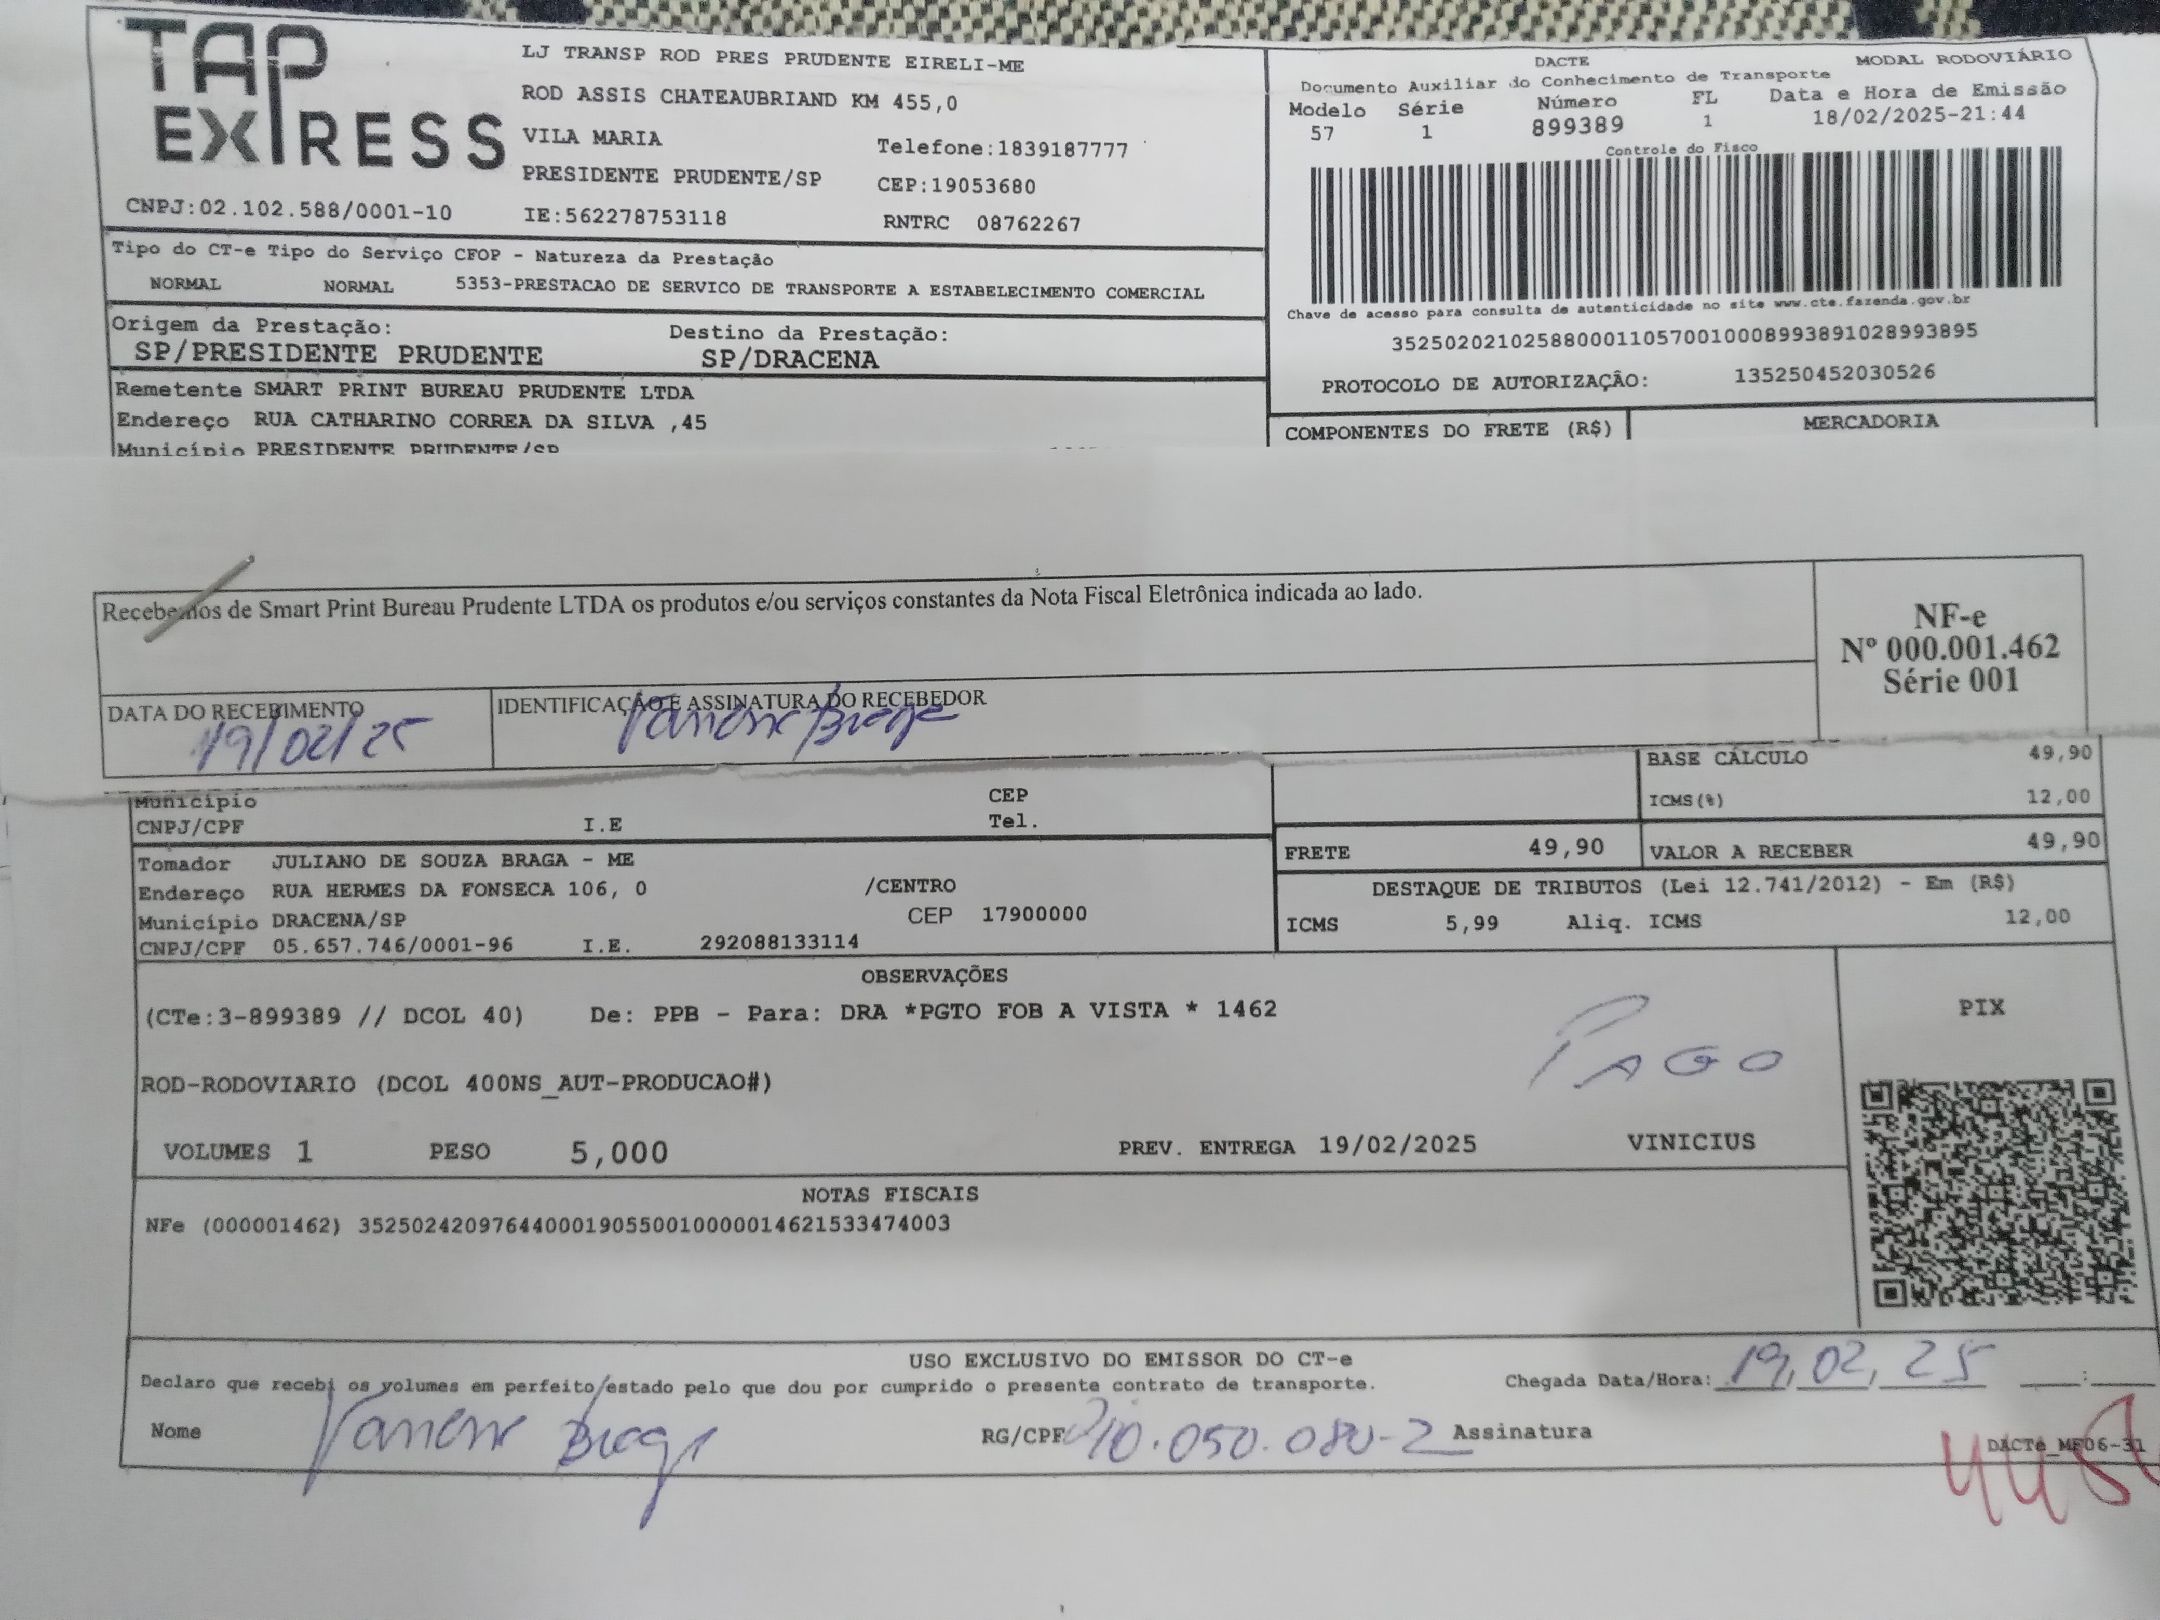 TAP EXPRESS
LJ TRANSP ROD PRES PRUDENTE EIRELI-ME
ROD ASSIS CHATEAUBRIAND KM 455,0
VILA MARIA Telefone:1839187777
PRESIDENTE PRUDENTE/SP CEP:19053680
CNPJ:02.102.588/0001-10 IE:562278753118 RNTRC 08762267
DACTE MODAL RODOVIÁRIO
Documento Auxiliar do Conhecimento de Transporte
Modelo Série Número FL Data e Hora de Emissão
57 1 899389 1 18/02/2025-21:44
Controle do Fisco
Chave de acesso para consulta de autenticidade no site www.cte.fazenda.gov.br
35250202102588000110570010008993891028993895
PROTOCOLO DE AUTORIZAÇÃO: 135250452030526
Tipo do CT-e Tipo do Serviço CFOP - Natureza da Prestação
NORMAL NORMAL 5353-PRESTACAO DE SERVICO DE TRANSPORTE A ESTABELECIMENTO COMERCIAL
Origem da Prestação: Destino da Prestação:
SP/PRESIDENTE PRUDENTE SP/DRACENA
Remetente SMART PRINT BUREAU PRUDENTE LTDA
Endereço RUA CATHARINO CORREA DA SILVA ,45
Município PRESIDENTE PRUDENTE/SP
COMPONENTES DO FRETE (R$) MERCADORIA
Recebemos de Smart Print Bureau Prudente LTDA os produtos e/ou serviços constantes da Nota Fiscal Eletrônica indicada ao lado.
NF-e
Nº 000.001.462
Série 001
DATA DO RECEBIMENTO IDENTIFICAÇÃO E ASSINATURA DO RECEBEDOR
19/02/25 Braga
BASE CÁLCULO 49,90
ICMS(%) 12,00
Município CEP
CNPJ/CPF I.E Tel.
FRETE 49,90 VALOR A RECEBER 49,90
Tomador JULIANO DE SOUZA BRAGA - ME
Endereço RUA HERMES DA FONSECA 106, 0 /CENTRO
Município DRACENA/SP CEP 17900000
CNPJ/CPF 05.657.746/0001-96 I.E. 292088133114
DESTAQUE DE TRIBUTOS (Lei 12.741/2012) - Em (R$)
ICMS 5,99 Aliq. ICMS 12,00
OBSERVAÇÕES
(CTe:3-899389 // DCOL 40) De: PPB - Para: DRA *PGTO FOB A VISTA * 1462
PAGO
PIX
ROD-RODOVIARIO (DCOL 400NS_AUT-PRODUCAO#)
VOLUMES 1 PESO 5,000 PREV. ENTREGA 19/02/2025 VINICIUS
NOTAS FISCAIS
NFe (000001462) 35250242097644000190550010000014621533474003
USO EXCLUSIVO DO EMISSOR DO CT-e
Declaro que recebi os volumes em perfeito estado pelo que dou por cumprido o presente contrato de transporte. Chegada Data/Hora: 19,02,25 :
Nome Braga RG/CPF Assinatura
DACTe_MF06-31